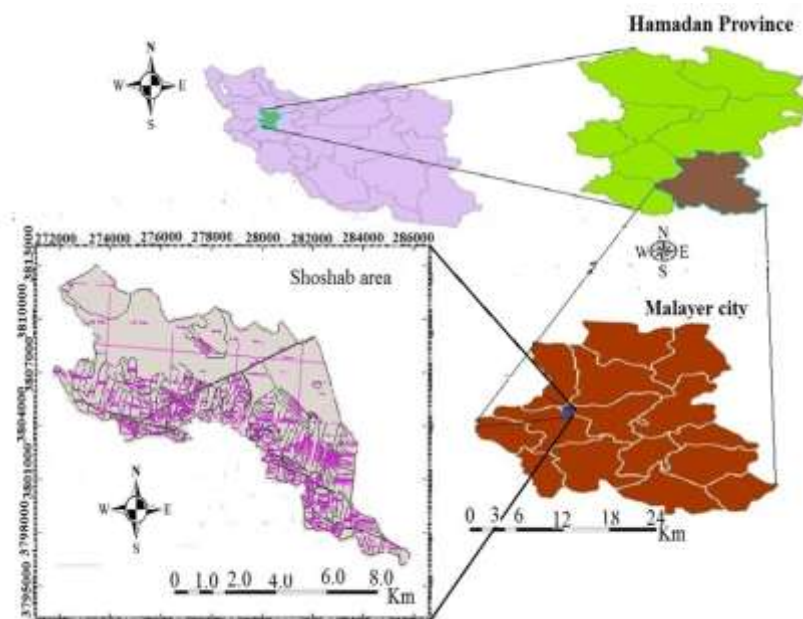 Hamadan Province
N
W E
S
N
W E
S
272000 274000 276000 278000 280000 282000 284000 286000
Shoshab area
Malayer city
3813000
3810000
3807000
3804000
3801000
3798000
3795000
N
W E
S
0 3 6 12 18 24
Km
0 1.0 2.0 4.0 6.0 8.0
Km